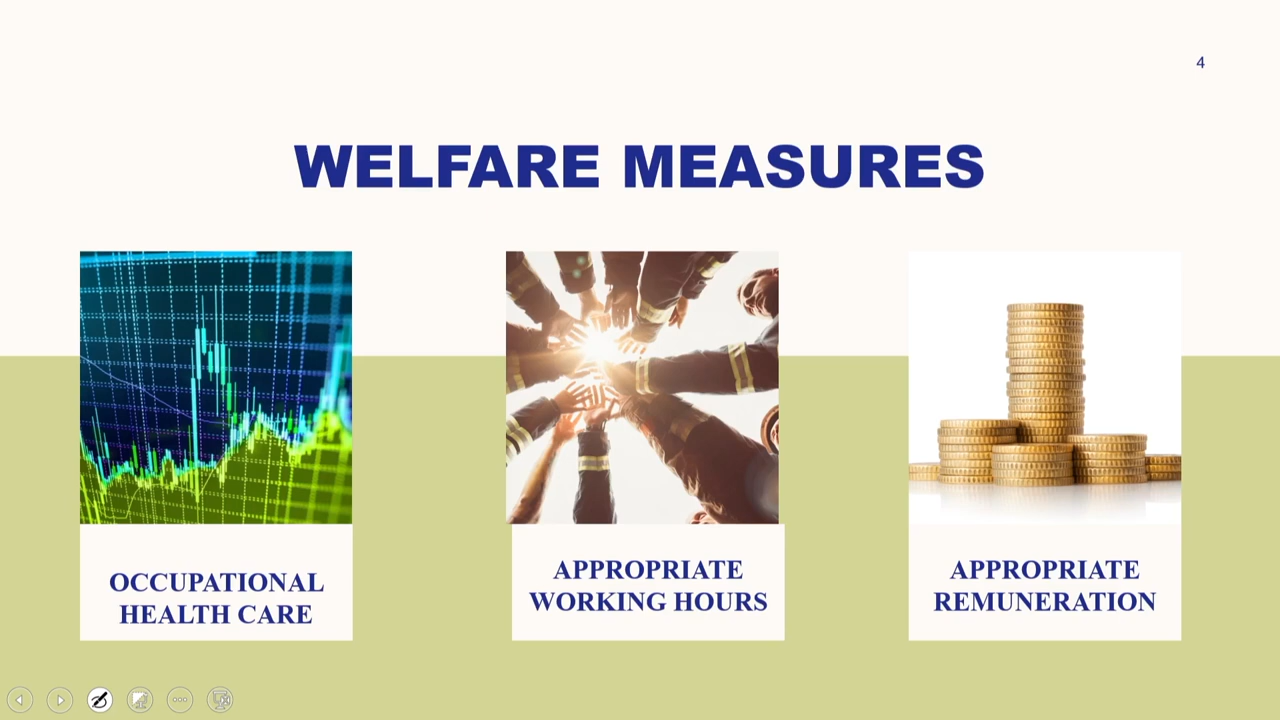 4
WELFARE MEASURES
OCCUPATIONAL
HEALTH CARE
APPROPRIATE
WORKING HOURS
APPROPRIATE
REMUNERATION